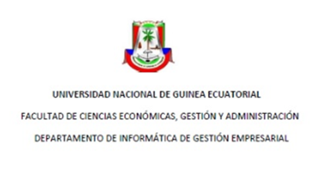 UNIVERSIDAD NACIONAL DE GUINEA ECUATORIAL
FACULTAD DE CIENCIAS ECONÓMICAS, GESTIÓN Y ADMINISTRACIÓN
DEPARTAMENTO DE INFORMÁTICA DE GESTIÓN EMPRESARIAL